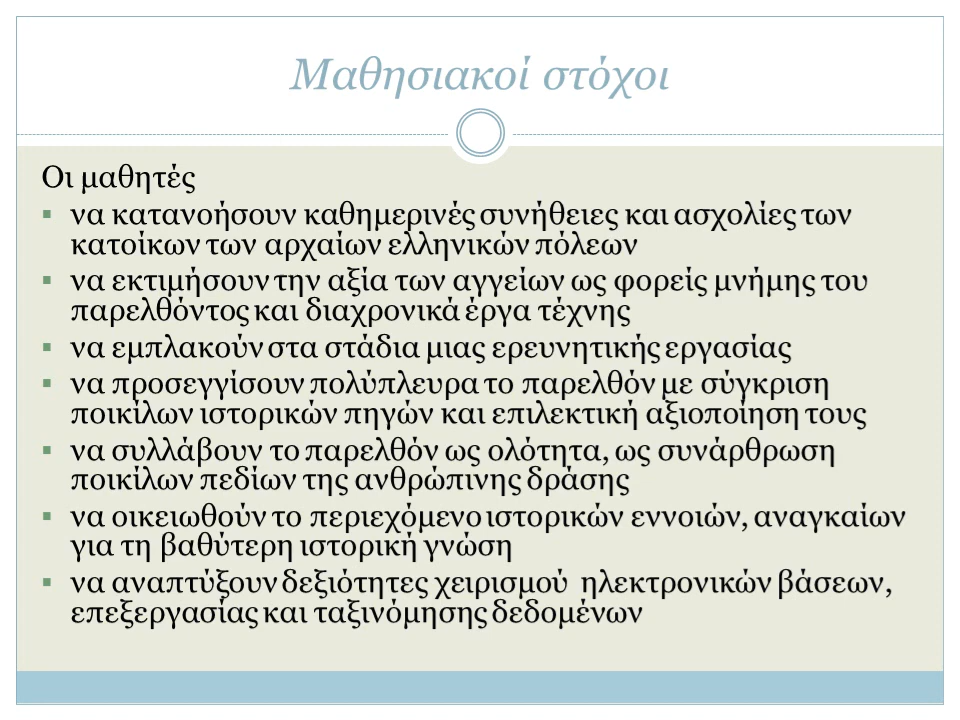 Μαθησιακοί στόχοι
Οι μαθητές
▪ να κατανοήσουν καθημερινές συνήθειες και ασχολίες των
κατοίκων των αρχαίων ελληνικών πόλεων
▪ να εκτιμήσουν την αξία των αγγείων ως φορείς μνήμης του
παρελθόντος και διαχρονικά έργα τέχνης
▪ να εμπλακούν στα στάδια μιας ερευνητικής εργασίας
▪ να προσεγγίσουν πολύπλευρα το παρελθόν με σύγκριση
ποικίλων ιστορικών πηγών και επιλεκτική αξιοποίηση τους
▪ να συλλάβουν το παρελθόν ως ολότητα, ως συνάρθρωση
ποικίλων πεδίων της ανθρώπινης δράσης
▪ να οικειωθούν το περιεχόμενο ιστορικών εννοιών, αναγκαίων
για τη βαθύτερη ιστορική γνώση
▪ να αναπτύξουν δεξιότητες χειρισμού ηλεκτρονικών βάσεων,
επεξεργασίας και ταξινόμησης δεδομένων